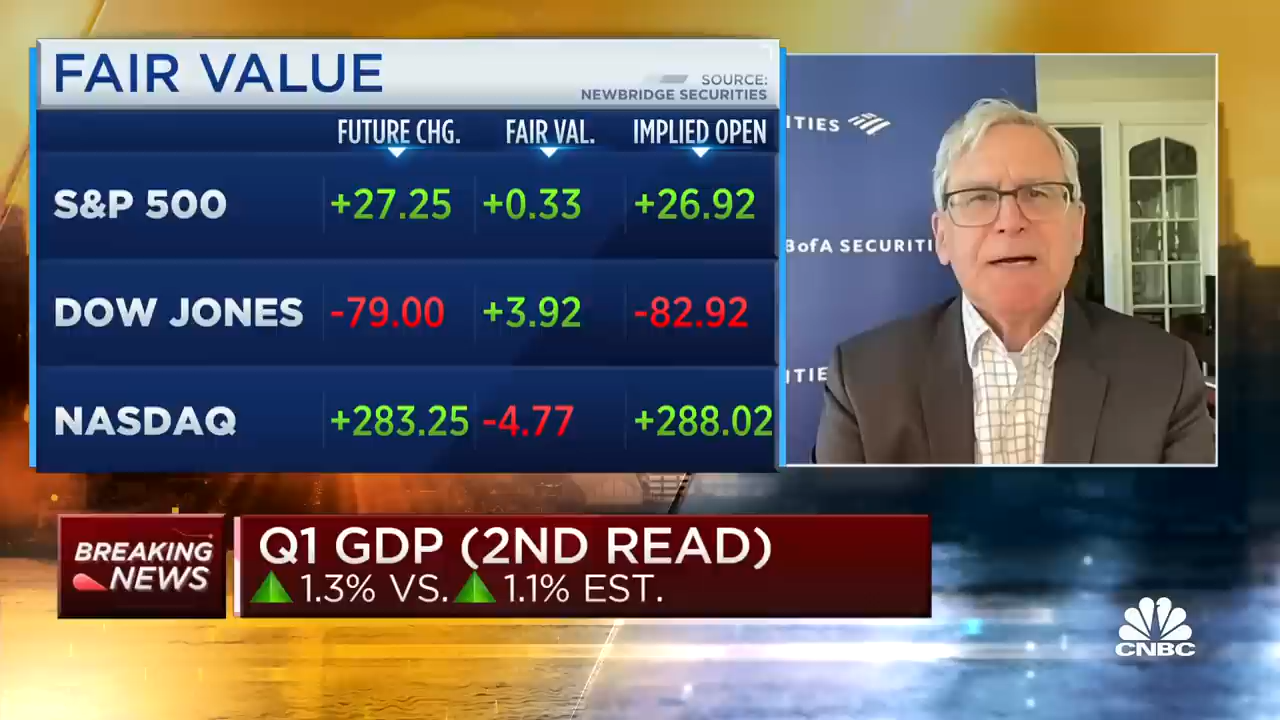 FAIR VALUE
SOURCE:
NEWBRIDGE SECURITIES
FUTURE CHG. FAIR VAL. IMPLIED OPEN
S&P 500 +27.25 +0.33 +26.92
DOW JONES -79.00 +3.92 -82.92
NASDAQ +283.25 -4.77 +288.02
ITIES
BofA SECURITI
ITIE
BREAKING
NEWS
Q1 GDP (2ND READ)
1.3% VS. 1.1% EST.
CNBC